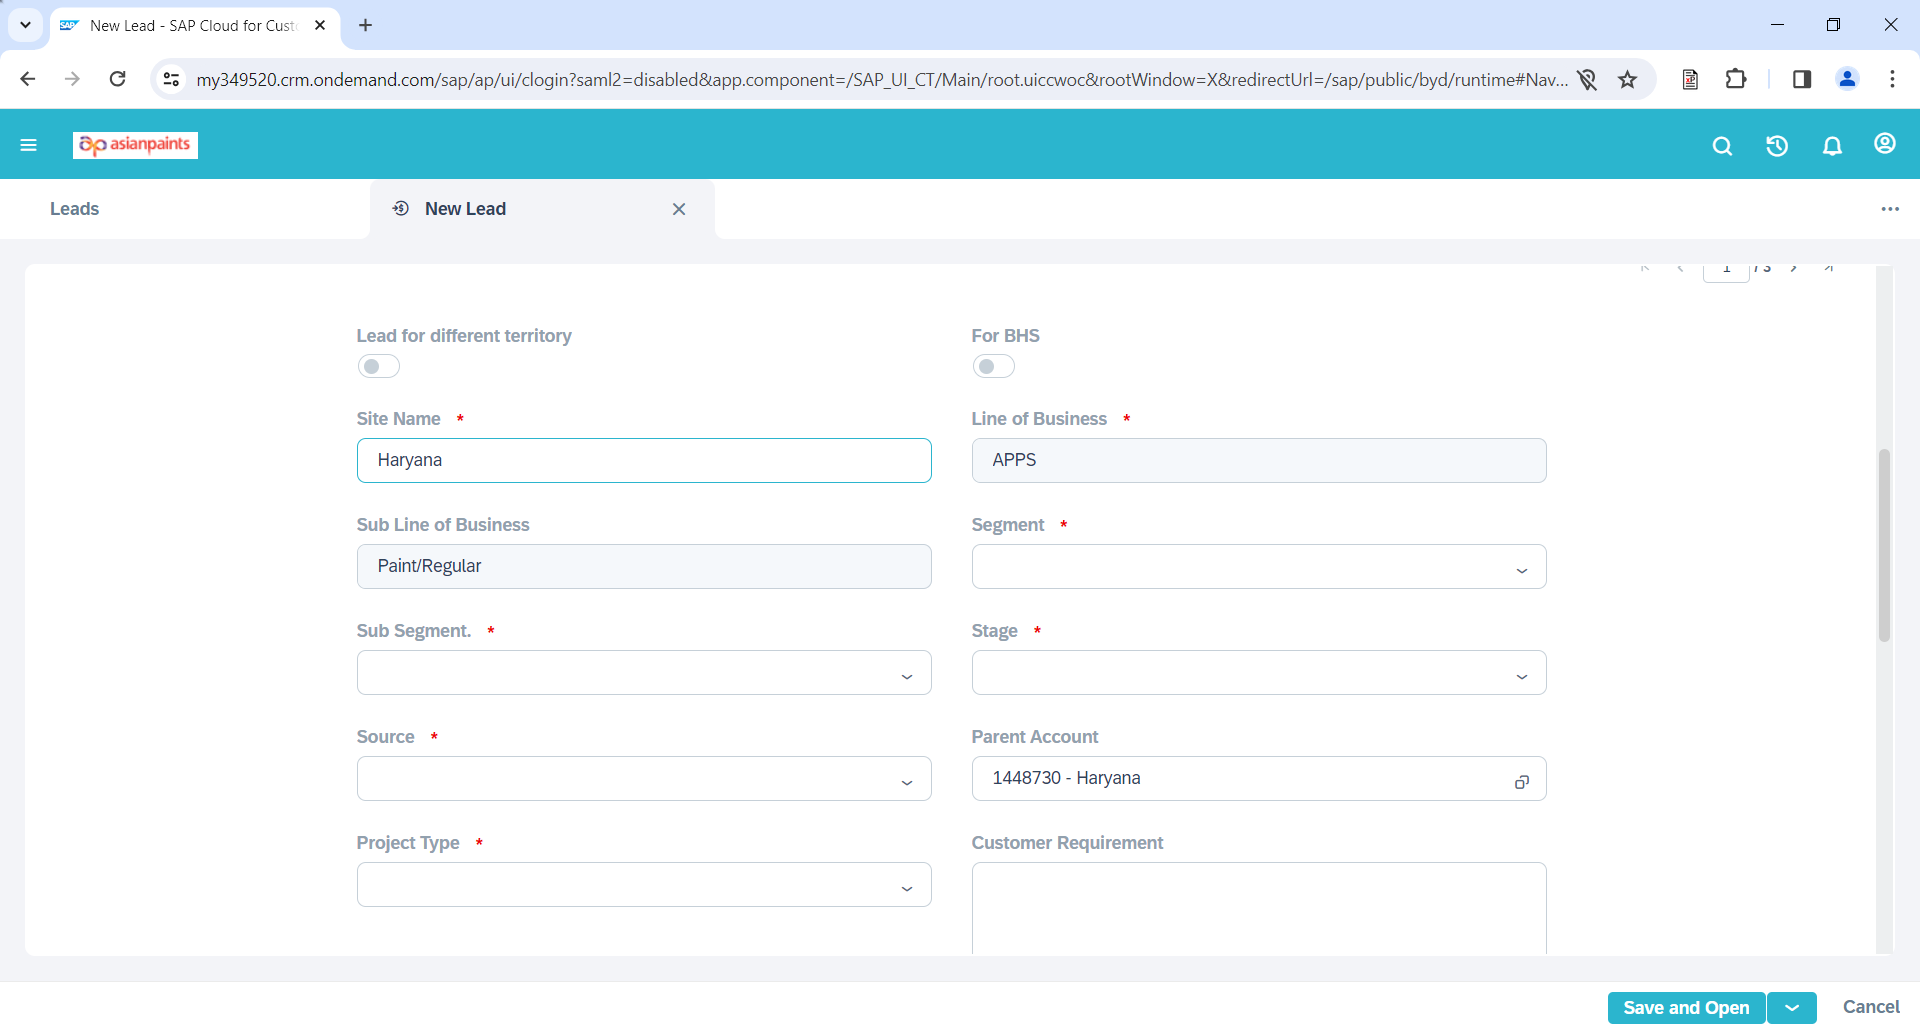 New Lead - SAP Cloud for Cust
my349520.crm.ondemand.com/sap/ap/ui/clogin?saml2=disabled&app.component=/SAP_UI_CT/Main/root.uiccwoc&rootWindow=X&redirectUrl=/sap/public/byd/runtime#Nav...
asianpaints
Leads
New Lead
1 / 3
Lead for different territory
For BHS
Site Name *
Line of Business *
Haryana
APPS
Sub Line of Business
Segment *
Paint/Regular
Sub Segment. *
Stage *
Source *
Parent Account
1448730 - Haryana
Project Type *
Customer Requirement
Save and Open
Cancel